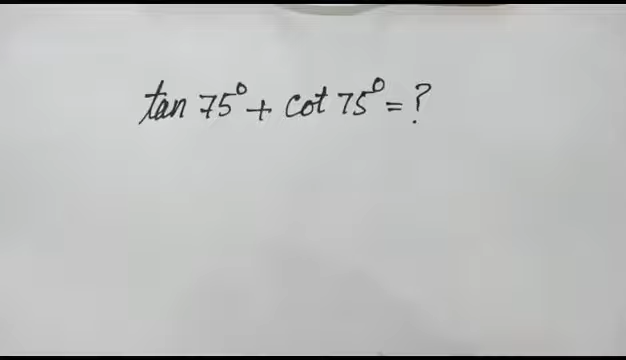 tan 75° + cot 75° = ?